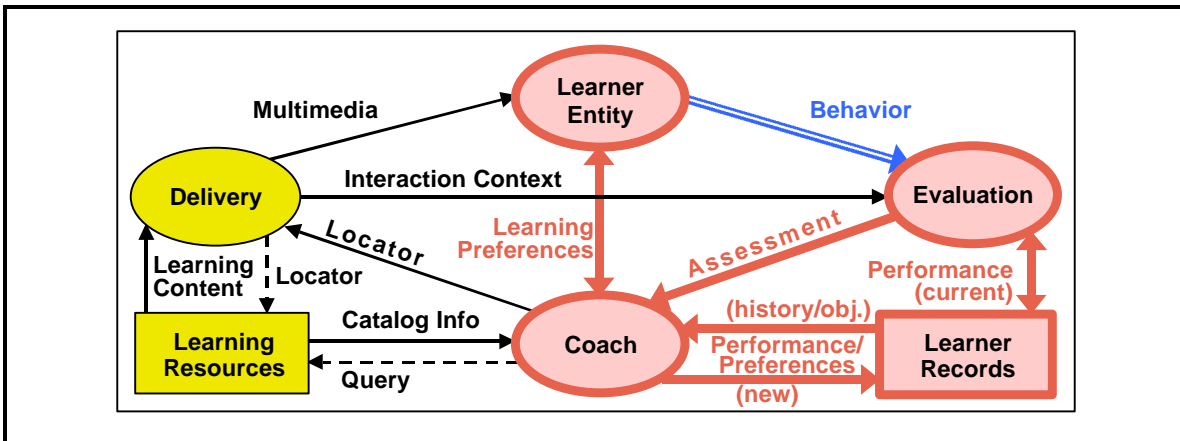 Learner
Entity
Multimedia
Behavior
Delivery
Interaction Context
Evaluation
Learning
Preferences
Locator
Assessment
Learning
Content
Locator
Performance
(current)
Learning
Resources
Catalog Info
Query
Coach
(history/obj.)
Performance/
Preferences
(new)
Learner
Records